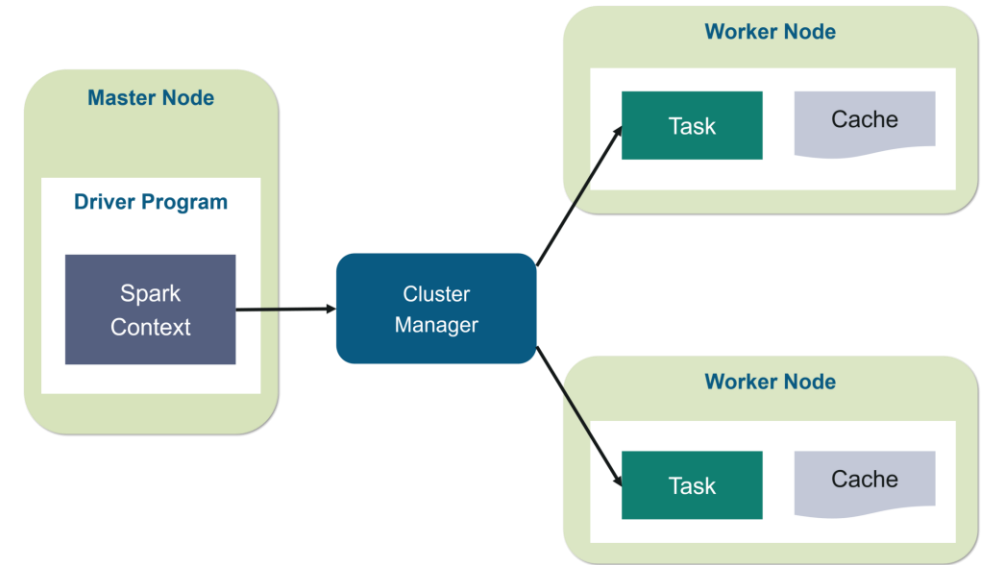 Master Node
Driver Program
Spark
Context
Cluster
Manager
Worker Node
Task
Cache
Worker Node
Task
Cache